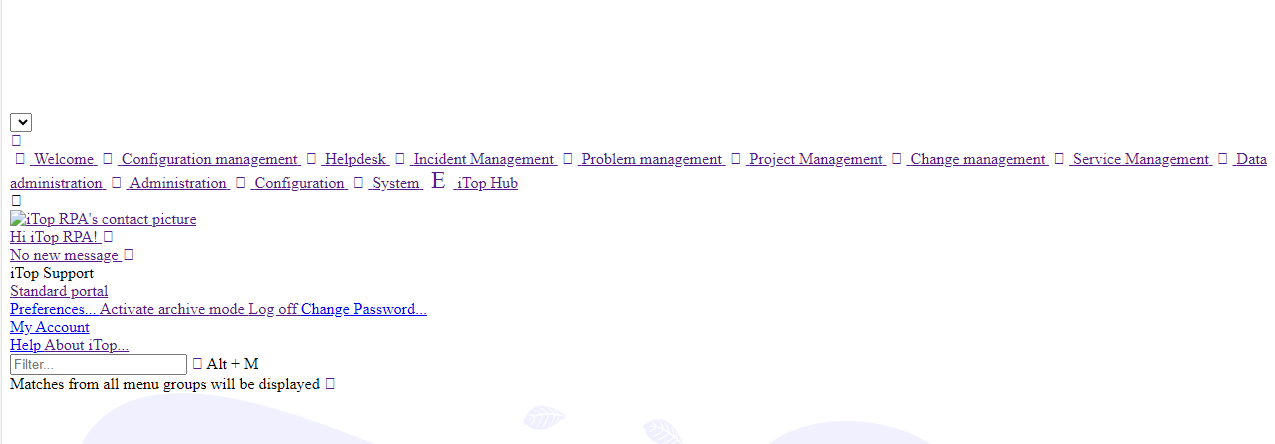 Welcome Configuration management Helpdesk Incident Management Problem management Project Management Change management Service Management Data
administration Administration Configuration System E iTop Hub
iTop RPA's contact picture
Hi iTop RPA!
No new message
iTop Support
Standard portal
Preferences... Activate archive mode Log off Change Password...
My Account
Help About iTop...
Filter... Alt + M
Matches from all menu groups will be displayed